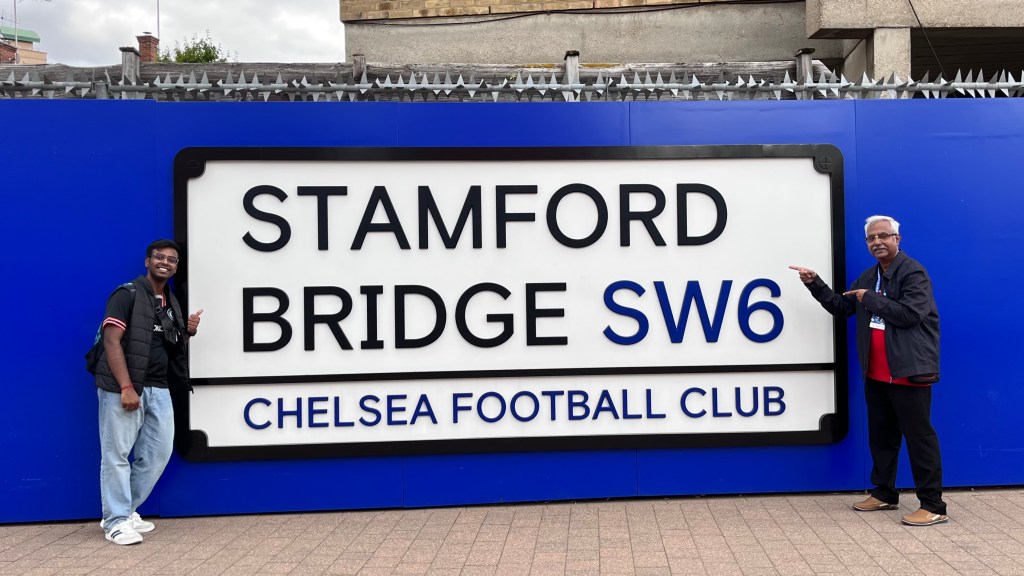 STAMFORD
BRIDGE SW6
CHELSEA FOOTBALL CLUB